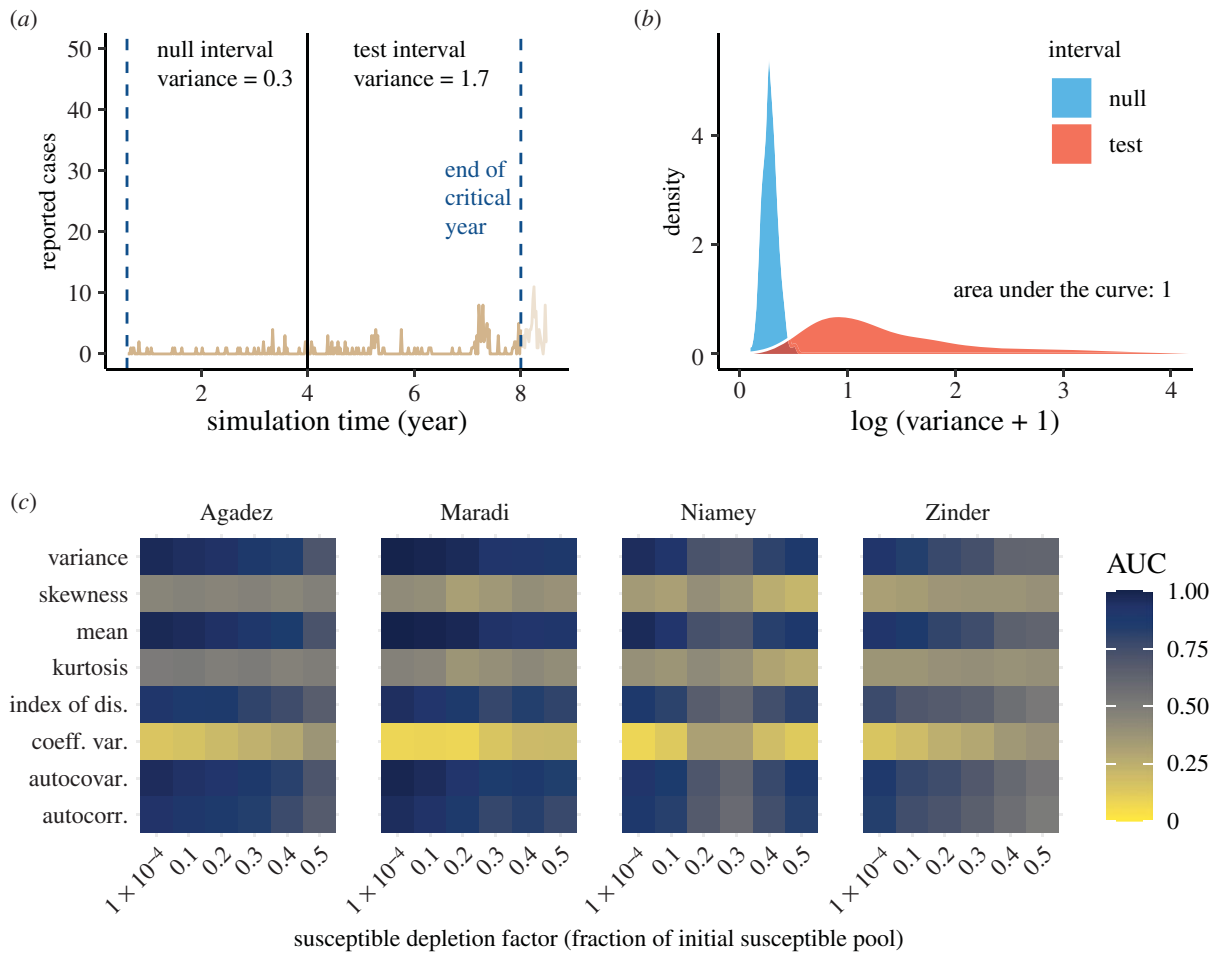 (a)
null interval
variance = 0.3
test interval
variance = 1.7
end of
critical
year
reported cases
50
40
30
20
10
0
2
4
6
8
simulation time (year)
(b)
interval
null
test
area under the curve: 1
density
4
2
0
0
1
2
3
4
log (variance + 1)
(c)
Agadez
Maradi
Niamey
Zinder
variance
skewness
mean
kurtosis
index of dis.
coeff. var.
autocovar.
autocorr.
1 × 10⁻⁴
0.1
0.2
0.3
0.4
0.5
1 × 10⁻⁴
0.1
0.2
0.3
0.4
0.5
1 × 10⁻⁴
0.1
0.2
0.3
0.4
0.5
1 × 10⁻⁴
0.1
0.2
0.3
0.4
0.5
susceptible depletion factor (fraction of initial susceptible pool)
AUC
1.00
0.75
0.50
0.25
0